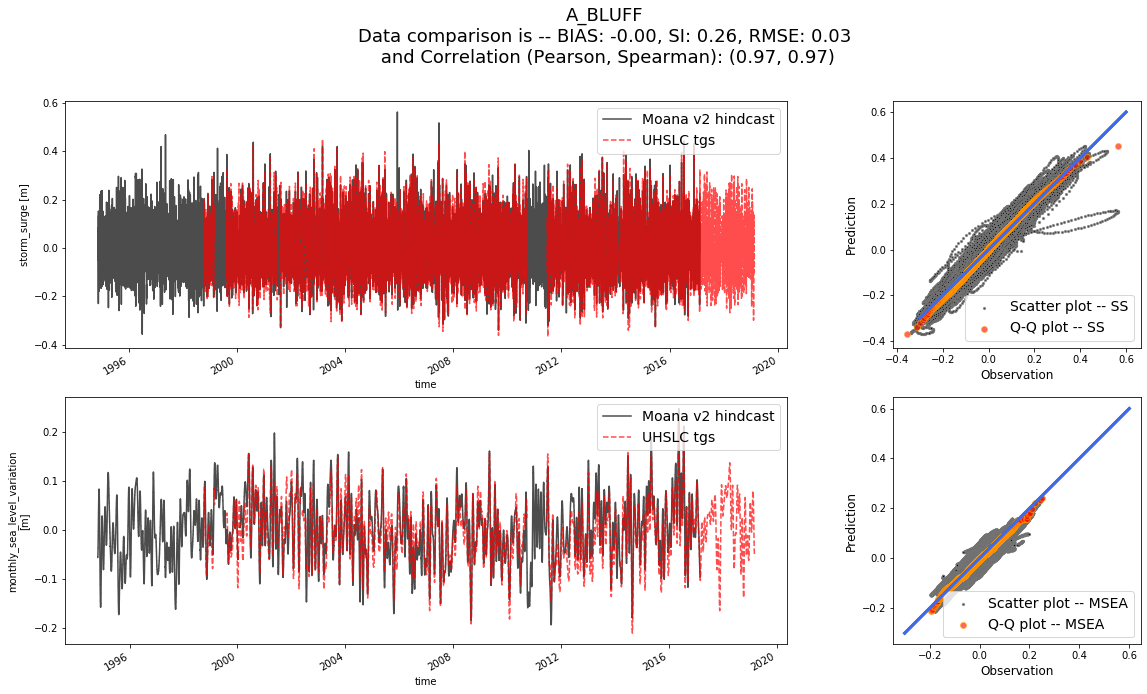 A_BLUFF
Data comparison is -- BIAS: -0.00, SI: 0.26, RMSE: 0.03
and Correlation (Pearson, Spearman): (0.97, 0.97)
storm_surge [m]
0.6
0.4
0.2
0.0
−0.2
−0.4
Moana v2 hindcast
UHSLC tgs
1996
2000
2004
2008
2012
2016
2020
time
Prediction
0.6
0.4
0.2
0.0
−0.2
−0.4
Scatter plot -- SS
Q-Q plot -- SS
−0.4
−0.2
0.0
0.2
0.4
0.6
Observation
monthly_sea_level_variation
[m]
0.2
0.1
0.0
−0.1
−0.2
Moana v2 hindcast
UHSLC tgs
1996
2000
2004
2008
2012
2016
2020
time
Prediction
0.6
0.4
0.2
0.0
−0.2
Scatter plot -- MSEA
Q-Q plot -- MSEA
−0.2
0.0
0.2
0.4
0.6
Observation